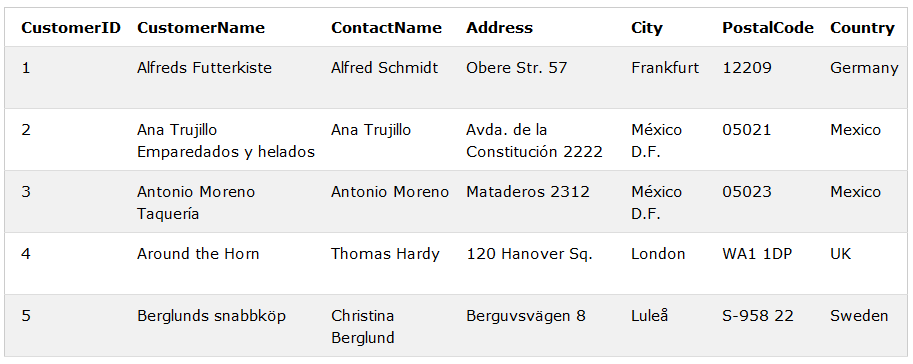 CustomerID CustomerName ContactName Address City PostalCode Country
1 Alfreds Futterkiste Alfred Schmidt Obere Str. 57 Frankfurt 12209 Germany
2 Ana Trujillo Ana Trujillo Avda. de la México 05021 Mexico
Emparedados y helados Constitución 2222 D.F.
3 Antonio Moreno Antonio Moreno Mataderos 2312 México 05023 Mexico
Taquería D.F.
4 Around the Horn Thomas Hardy 120 Hanover Sq. London WA1 1DP UK
5 Berglunds snabbköp Christina Berguvsvägen 8 Luleå S-958 22 Sweden
Berglund